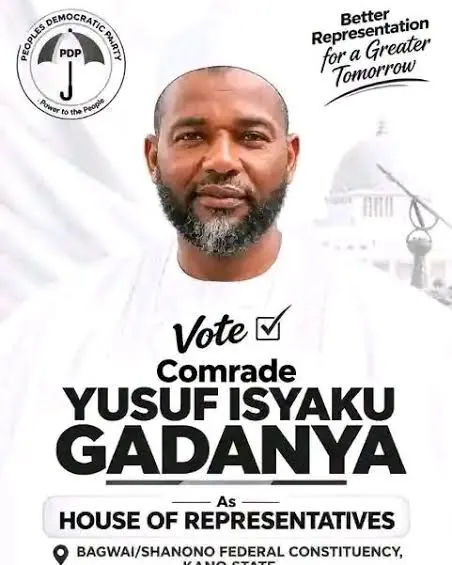 PEOPLES DEMOCRATIC PARTY
PDP
Power to the People
Better
Representation
for a Greater
Tomorrow
Vote
Comrade
YUSUF ISYAKU
GADANYA
As
HOUSE OF REPRESENTATIVES
BAGWAI/SHANONO FEDERAL CONSTITUENCY,
KANO STATE